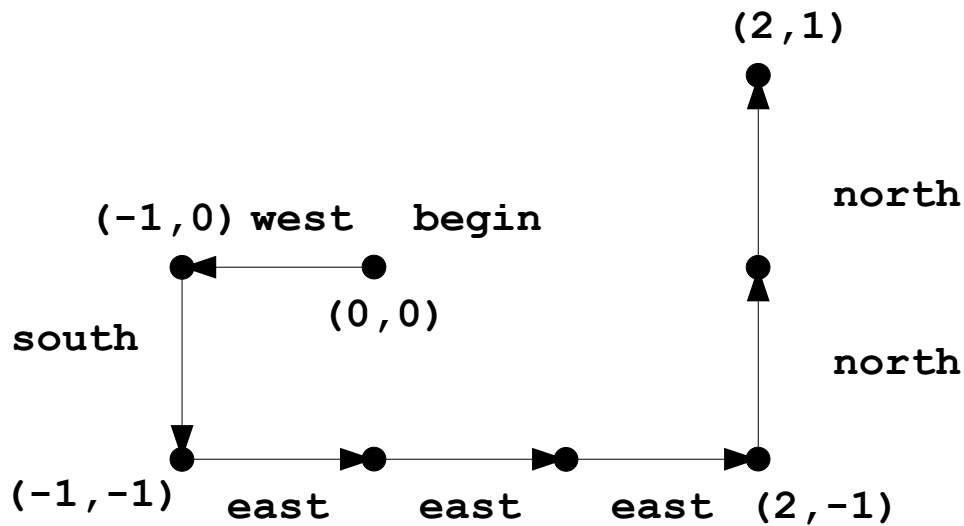 (2,1)
north
(-1,0) west begin
(0,0)
south
north
(-1,-1) east east east (2,-1)